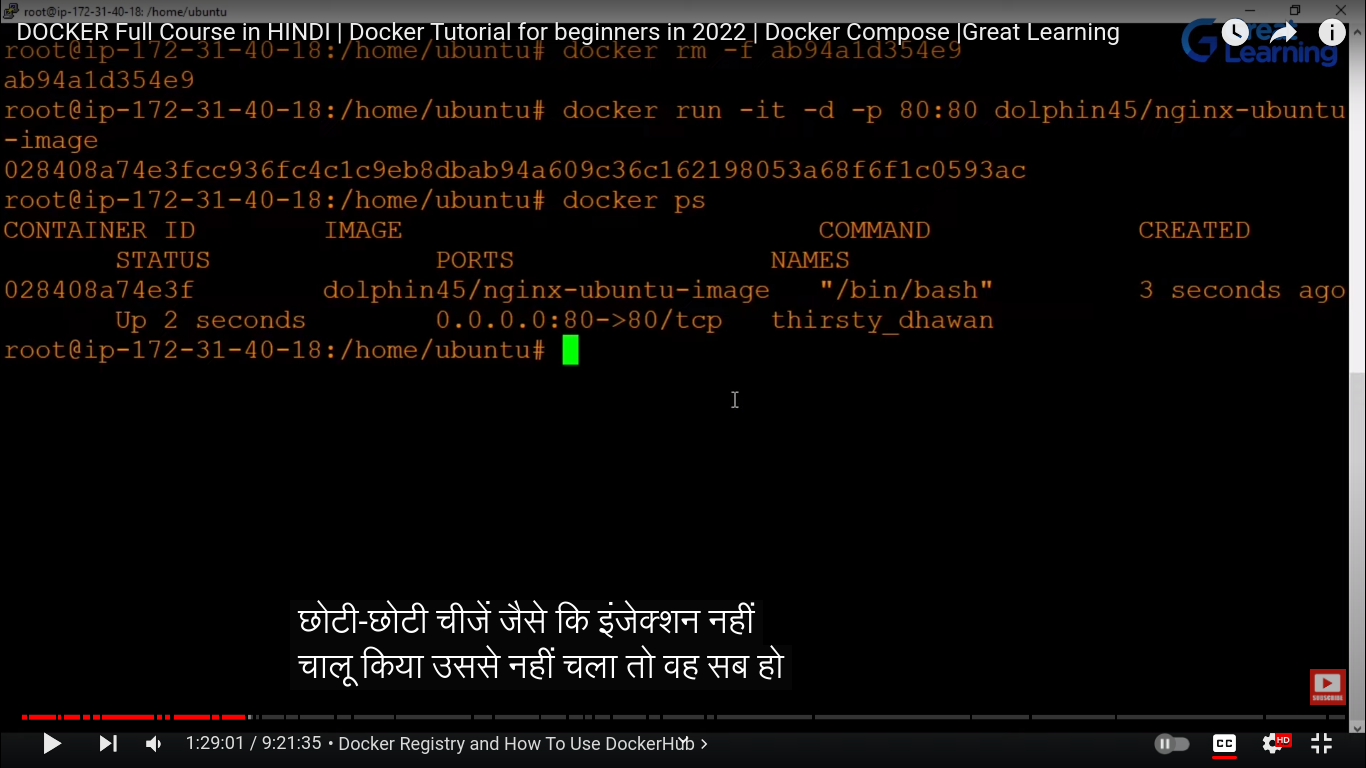 root@ip-172-31-40-18: /home/ubuntu
DOCKER Full Course in HINDI | Docker Tutorial for beginners in 2022 | Docker Compose |Great Learning
root@ip-172-31-40-18:/home/ubuntu# docker rm -f ab94a1d354e9
Great Learning
ab94a1d354e9
root@ip-172-31-40-18:/home/ubuntu# docker run -it -d -p 80:80 dolphin45/nginx-ubuntu
-image
028408a74e3fcc936fc4c1c9eb8dbab94a609c36c162198053a68f6f1c0593ac
root@ip-172-31-40-18:/home/ubuntu# docker ps
CONTAINER ID IMAGE COMMAND CREATED
STATUS PORTS NAMES
028408a74e3f dolphin45/nginx-ubuntu-image "/bin/bash" 3 seconds ago
Up 2 seconds 0.0.0.0:80->80/tcp thirsty_dhawan
root@ip-172-31-40-18:/home/ubuntu#
छोटी-छोटी चीजें जैसे कि इंजेक्शन नहीं
चालू किया उससे नहीं चला तो वह सब हो
SUBSCRIBE
1:29:01 / 9:21:35 • Docker Registry and How To Use DockerHub >
CC
HD